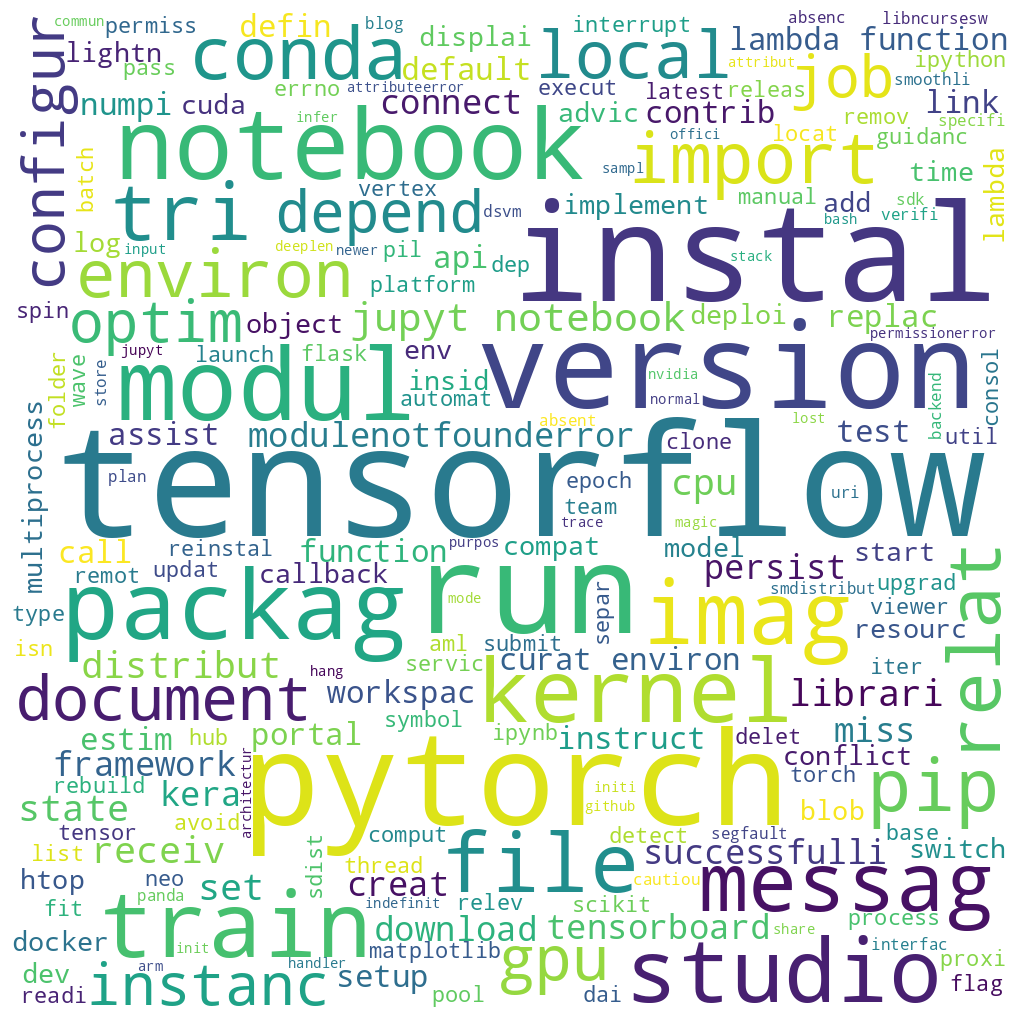 commun permiss defin blog interrupt absenc libncursesw
lightn conda displai local lambda function
pass default attribut job ipython
configur errno attributeerror execut latest releas smoothli
numpi cuda connect advic contrib remov link specifi
notebook infer offici import locat guidanc
batch vertex sampl time lambda
tri depend dsvm implement manual add sdk verifi bash
log input deeplen newer pil api dep instal stack
environ platform
spin optim object jupyt notebook deploi replac
permissionerror
jupyt launch flask env version consol
folder wave store modul insid automat nvidia normal backend
absent lost
multiprocess assist modulenotfounderror clone test util
plan tensorflow epoch cpu uri
team trace magic
call reinstal function purpos compat model start
remot updat callback run persist smdistribut upgrad relat
type packag mode imag viewer
isn aml submit separ resourc
distribut hang servic curat environ iter
document workspac kernel librari
symbol
estim hub portal ipynb instruct delet miss
framework architectur pytorch conflict
rebuild kera initi torch pip
state avoid github blob
tensor comput detect segfault base
list receiv sdist thread file successfulli switch
htop neo set creat cautiou messag
panda indefinit relev scikit
fit train download tensorboard share process
docker init matplotlib studio interfac
dev arm handler gpu proxi
readi instanc setup pool dai flag